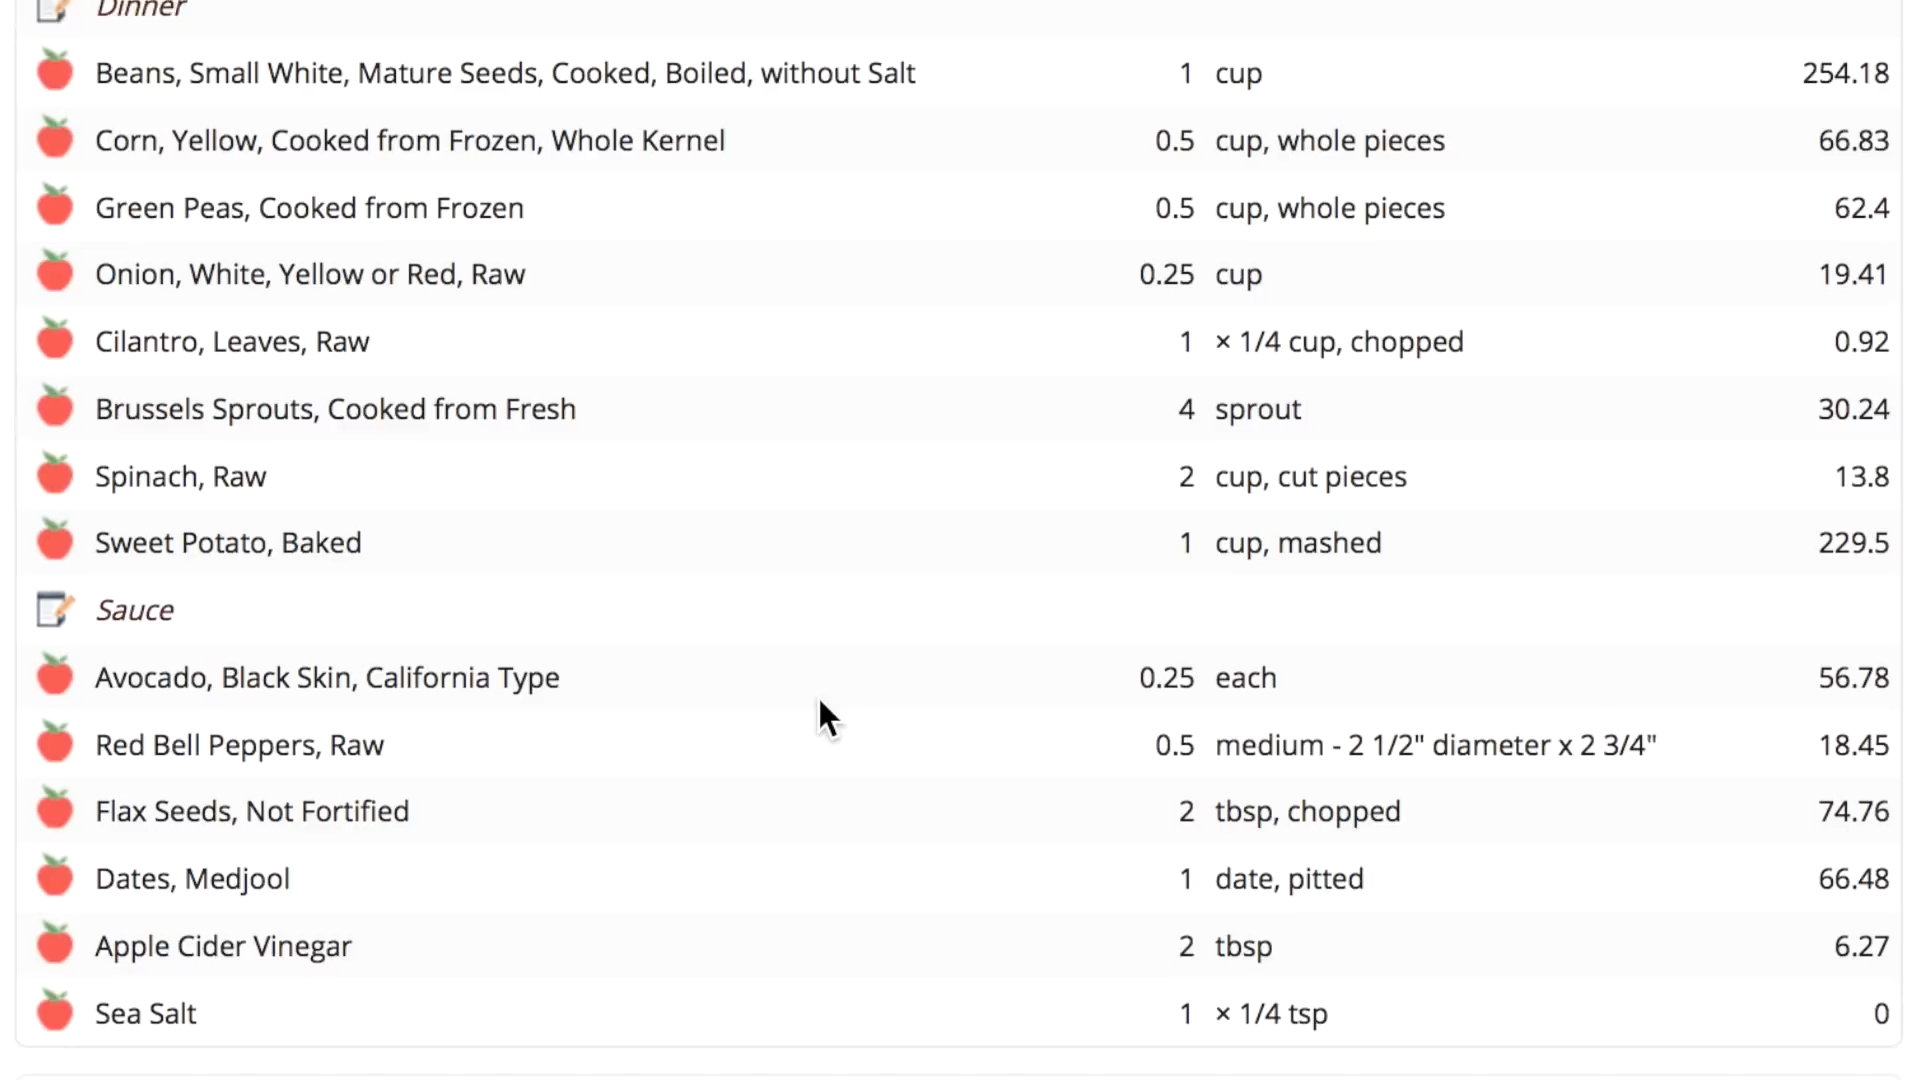 Dinner
Beans, Small White, Mature Seeds, Cooked, Boiled, without Salt 1 cup 254.18
Corn, Yellow, Cooked from Frozen, Whole Kernel 0.5 cup, whole pieces 66.83
Green Peas, Cooked from Frozen 0.5 cup, whole pieces 62.4
Onion, White, Yellow or Red, Raw 0.25 cup 19.41
Cilantro, Leaves, Raw 1 × 1/4 cup, chopped 0.92
Brussels Sprouts, Cooked from Fresh 4 sprout 30.24
Spinach, Raw 2 cup, cut pieces 13.8
Sweet Potato, Baked 1 cup, mashed 229.5
Sauce
Avocado, Black Skin, California Type 0.25 each 56.78
Red Bell Peppers, Raw 0.5 medium - 2 1/2" diameter x 2 3/4" 18.45
Flax Seeds, Not Fortified 2 tbsp, chopped 74.76
Dates, Medjool 1 date, pitted 66.48
Apple Cider Vinegar 2 tbsp 6.27
Sea Salt 1 × 1/4 tsp 0